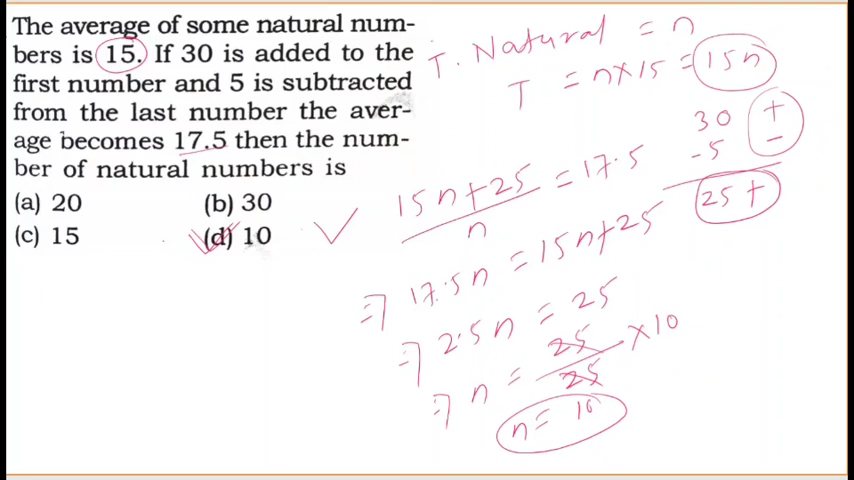 The average of some natural num-
bers is 15. If 30 is added to the
first number and 5 is subtracted
from the last number the aver-
age becomes 17.5 then the num-
ber of natural numbers is
(a) 20 (b) 30
(c) 15 (d) 10
T. Natural = n
T = n×15 = 15n
30 +
-5 -
25 +
15n+25/n = 17.5
⇒ 17.5n = 15n+25
⇒ 2.5n = 25
⇒ n = 25/25 ×10
n = 10